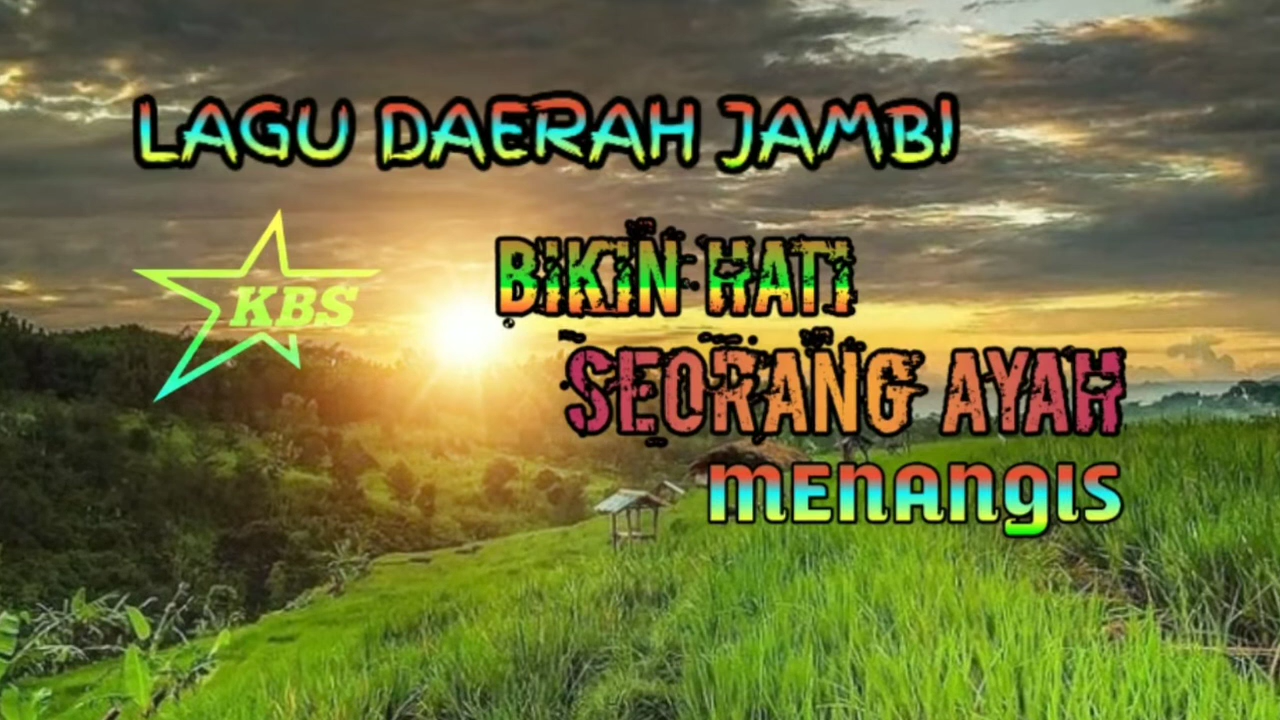 LAGU DAERAH JAMBI
KBS
BIKIN HATI
SEORANG AYAH
menangis